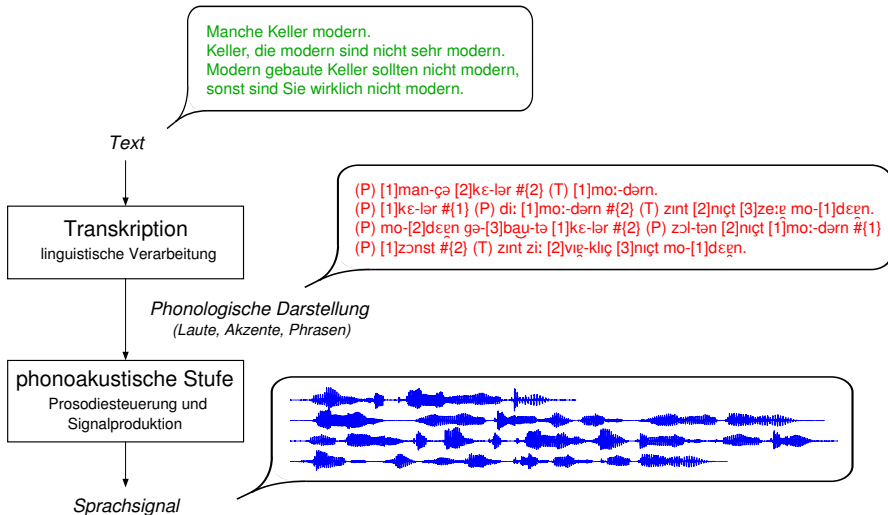 Manche Keller modern.
Keller, die modern sind nicht sehr modern.
Modern gebaute Keller sollten nicht modern,
sonst sind Sie wirklich nicht modern.
Text
(P) [1]man-çə [2]kɛ-lər #{2} (T) [1]moː-dərn.
(P) [1]kɛ-lər #{1} (P) diː [1]moː-dərn #{2} (T) zɪnt [2]nɪçt [3]zeːɐ̯ mo-[1]dɛɐ̯n.
(P) mo-[2]dɛɐ̯n gə-[3]bau̯-tə [1]kɛ-lər #{2} (P) zɔl-tən [2]nɪçt [1]moː-dərn #{1}
(P) [1]zɔnst #{2} (T) zɪnt ziː [2]vɪɐ̯-klɪç [3]nɪçt mo-[1]dɛɐ̯n.
Transkription
linguistische Verarbeitung
Phonologische Darstellung
(Laute, Akzente, Phrasen)
phonoakustische Stufe
Prosodiesteuerung und
Signalproduktion
Sprachsignal